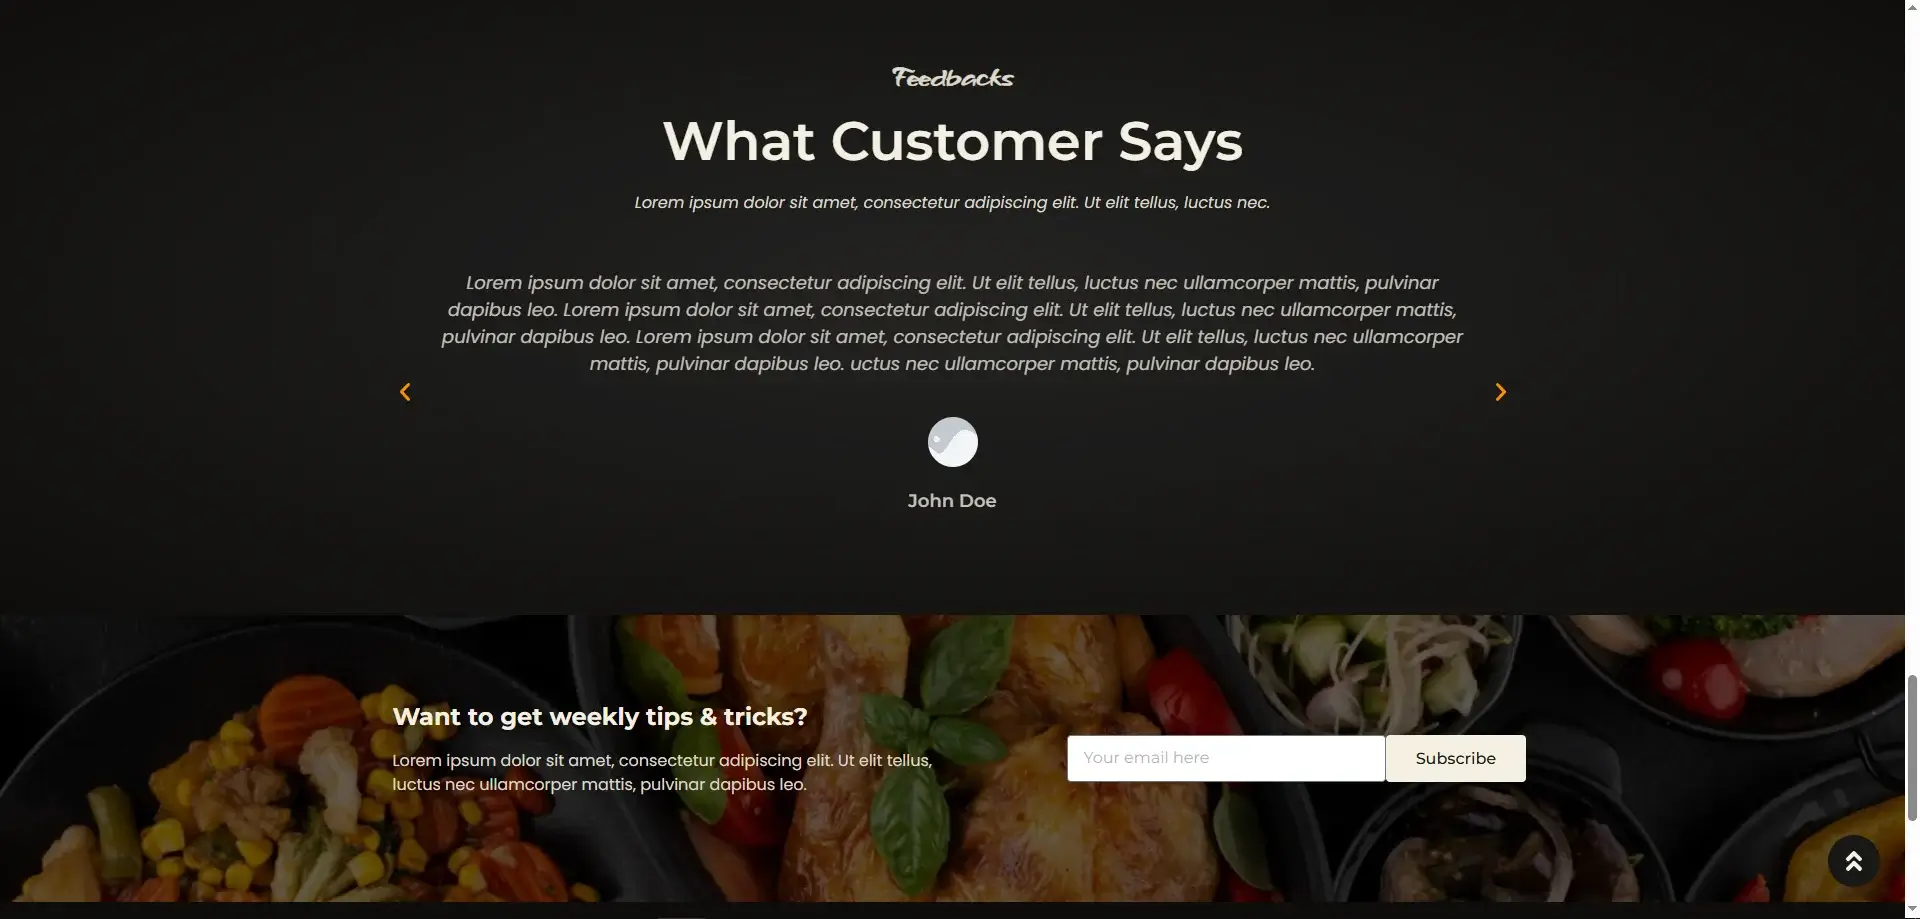 Feedbacks
What Customer Says
Lorem ipsum dolor sit amet, consectetur adipiscing elit. Ut elit tellus, luctus nec.
Lorem ipsum dolor sit amet, consectetur adipiscing elit. Ut elit tellus, luctus nec ullamcorper mattis, pulvinar
dapibus leo. Lorem ipsum dolor sit amet, consectetur adipiscing elit. Ut elit tellus, luctus nec ullamcorper mattis,
pulvinar dapibus leo. Lorem ipsum dolor sit amet, consectetur adipiscing elit. Ut elit tellus, luctus nec ullamcorper
mattis, pulvinar dapibus leo. uctus nec ullamcorper mattis, pulvinar dapibus leo.
John Doe
Want to get weekly tips & tricks?
Lorem ipsum dolor sit amet, consectetur adipiscing elit. Ut elit tellus,
luctus nec ullamcorper mattis, pulvinar dapibus leo.
Your email here
Subscribe